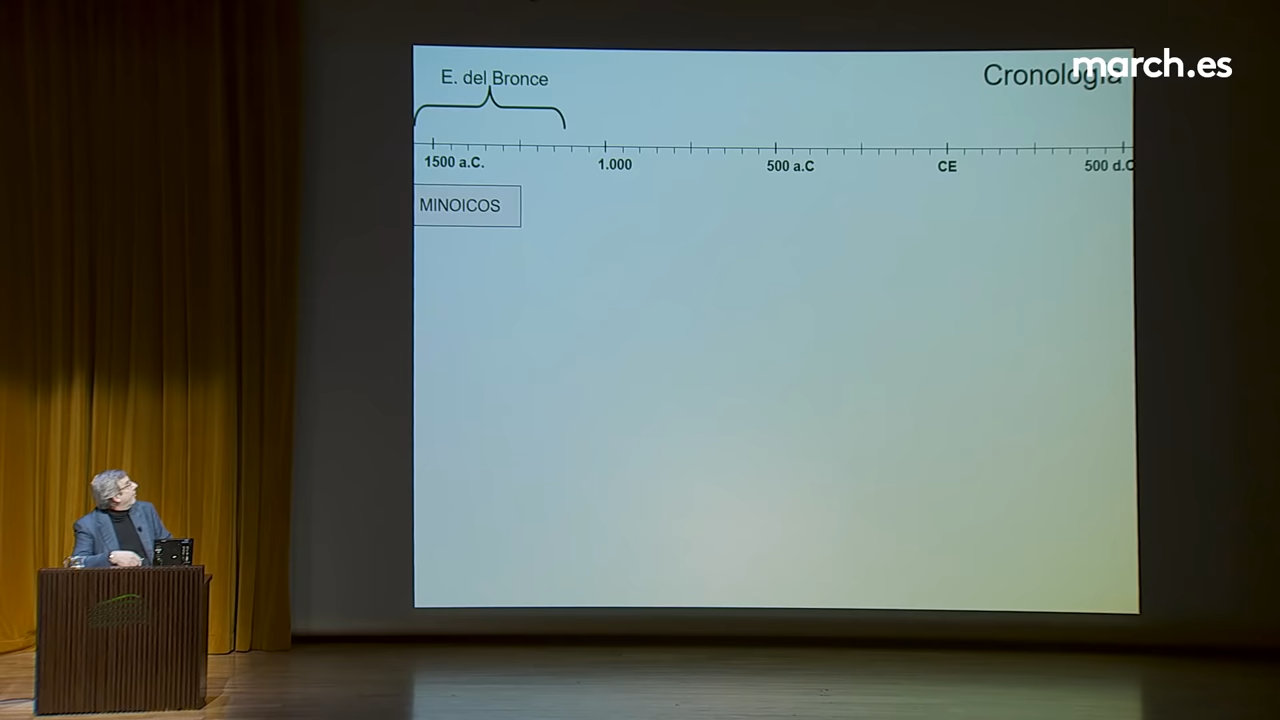 march.es
E. del Bronce
Cronología
1500 a.C.
1.000
500 a.C
CE
500 d.C
MINOICOS